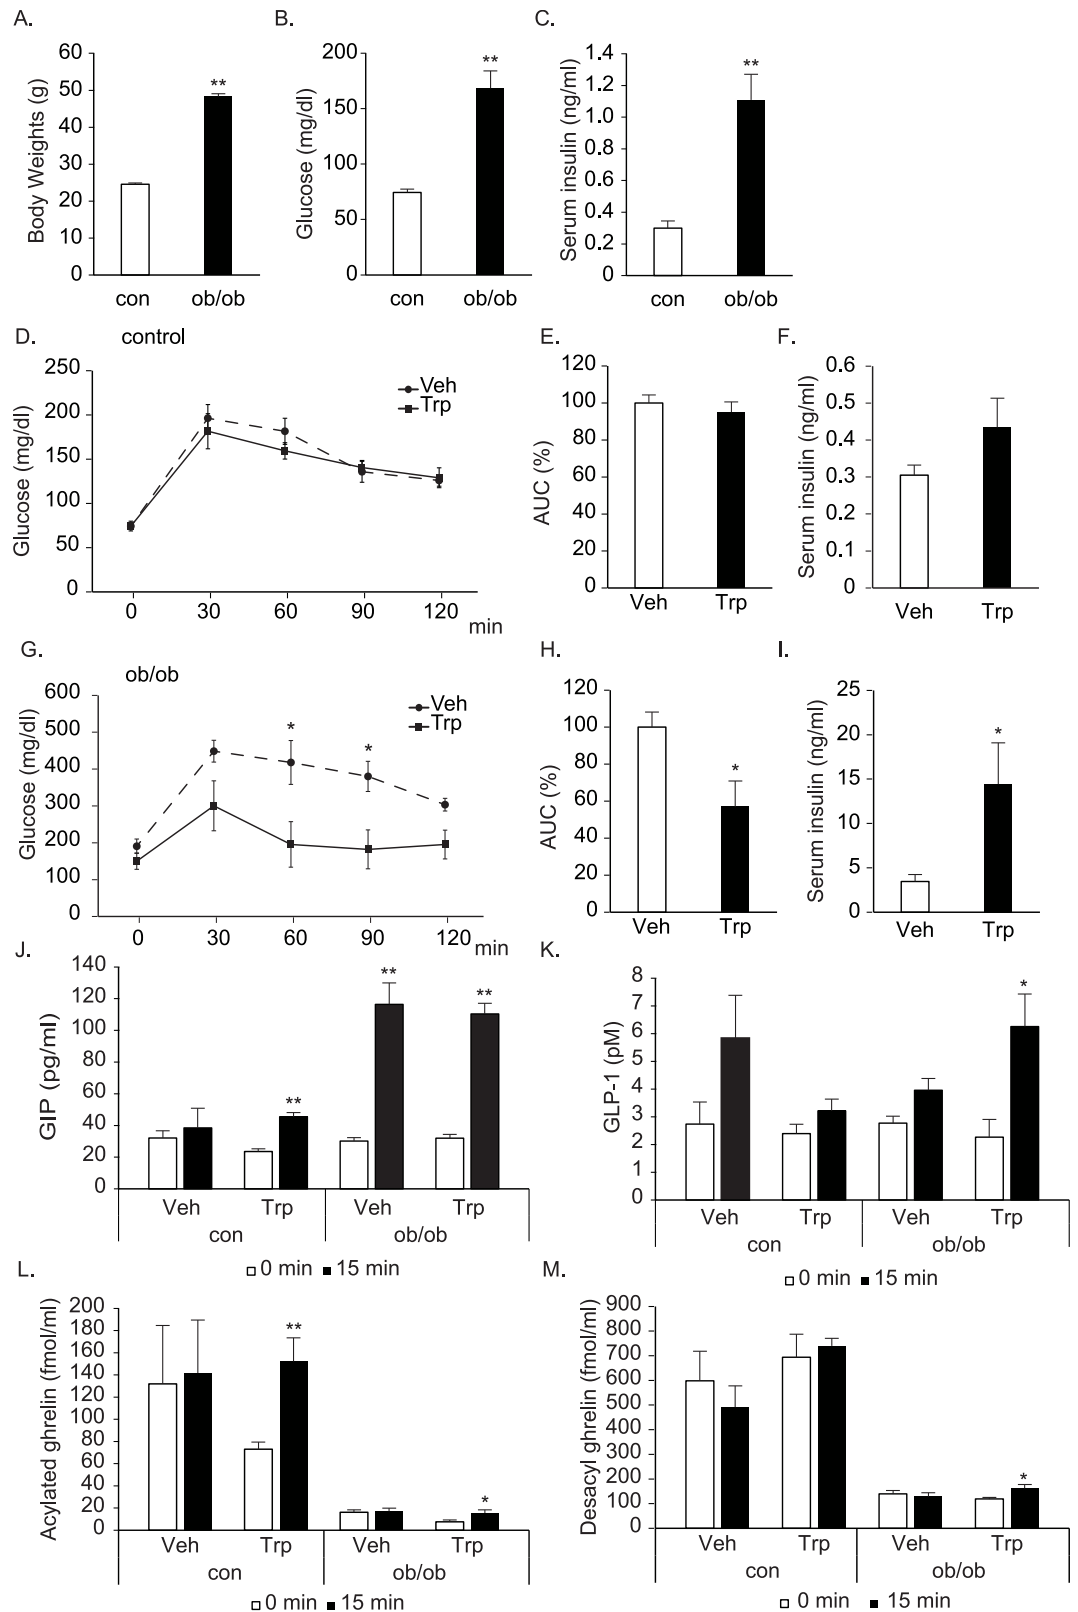 A.
B.
C.
Body Weights (g)
60
50
40
30
20
10
0
**
con
ob/ob
Glucose (mg/dl)
200
150
100
50
0
**
con
ob/ob
Serum insulin (ng/ml)
1.4
1.2
1.0
0.8
0.6
0.4
0.2
0
**
con
ob/ob
D.
control
E.
F.
Glucose (mg/dl)
250
200
150
100
50
0
Veh
Trp
0 30 60 90 120
min
AUC (%)
120
100
80
60
40
20
0
Veh
Trp
Serum insulin (ng/ml)
0.6
0.5
0.4
0.3
0.2
0.1
0
Veh
Trp
G.
ob/ob
H.
I.
Glucose (mg/dl)
600
500
400
300
200
100
0
Veh
Trp
*
*
0 30 60 90 120
min
AUC (%)
120
100
80
60
40
20
0
*
Veh
Trp
Serum insulin (ng/ml)
25
20
15
10
5
0
*
Veh
Trp
J.
K.
GIP (pg/ml)
140
120
100
80
60
40
20
0
**
**
**
Veh Trp Veh Trp
con ob/ob
0 min 15 min
GLP-1 (pM)
8
7
6
5
4
3
2
1
0
*
Veh Trp Veh Trp
con ob/ob
0 min 15 min
L.
M.
Acylated ghrelin (fmol/ml)
200
180
160
140
120
100
80
60
40
20
0
**
*
Veh Trp Veh Trp
con ob/ob
0 min 15 min
Desacyl ghrelin (fmol/ml)
900
800
700
600
500
400
300
200
100
0
*
Veh Trp Veh Trp
con ob/ob
0 min 15 min